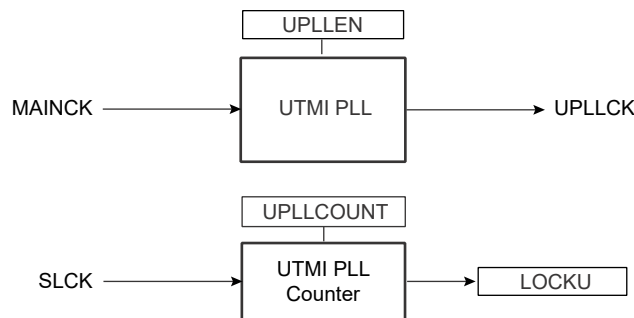 UPLLEN
MAINCK
UTMI PLL
UPLLCK
UPLLCOUNT
SLCK
UTMI PLL
Counter
LOCKU